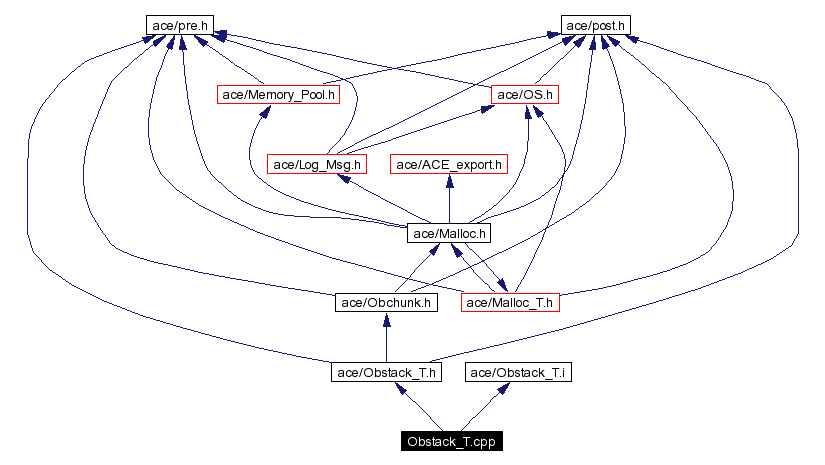 ace/pre.h
ace/post.h
ace/Memory_Pool.h
ace/OS.h
ace/Log_Msg.h
ace/ACE_export.h
ace/Malloc.h
ace/Obchunk.h
ace/Malloc_T.h
ace/Obstack_T.h
ace/Obstack_T.i
Obstack_T.cpp